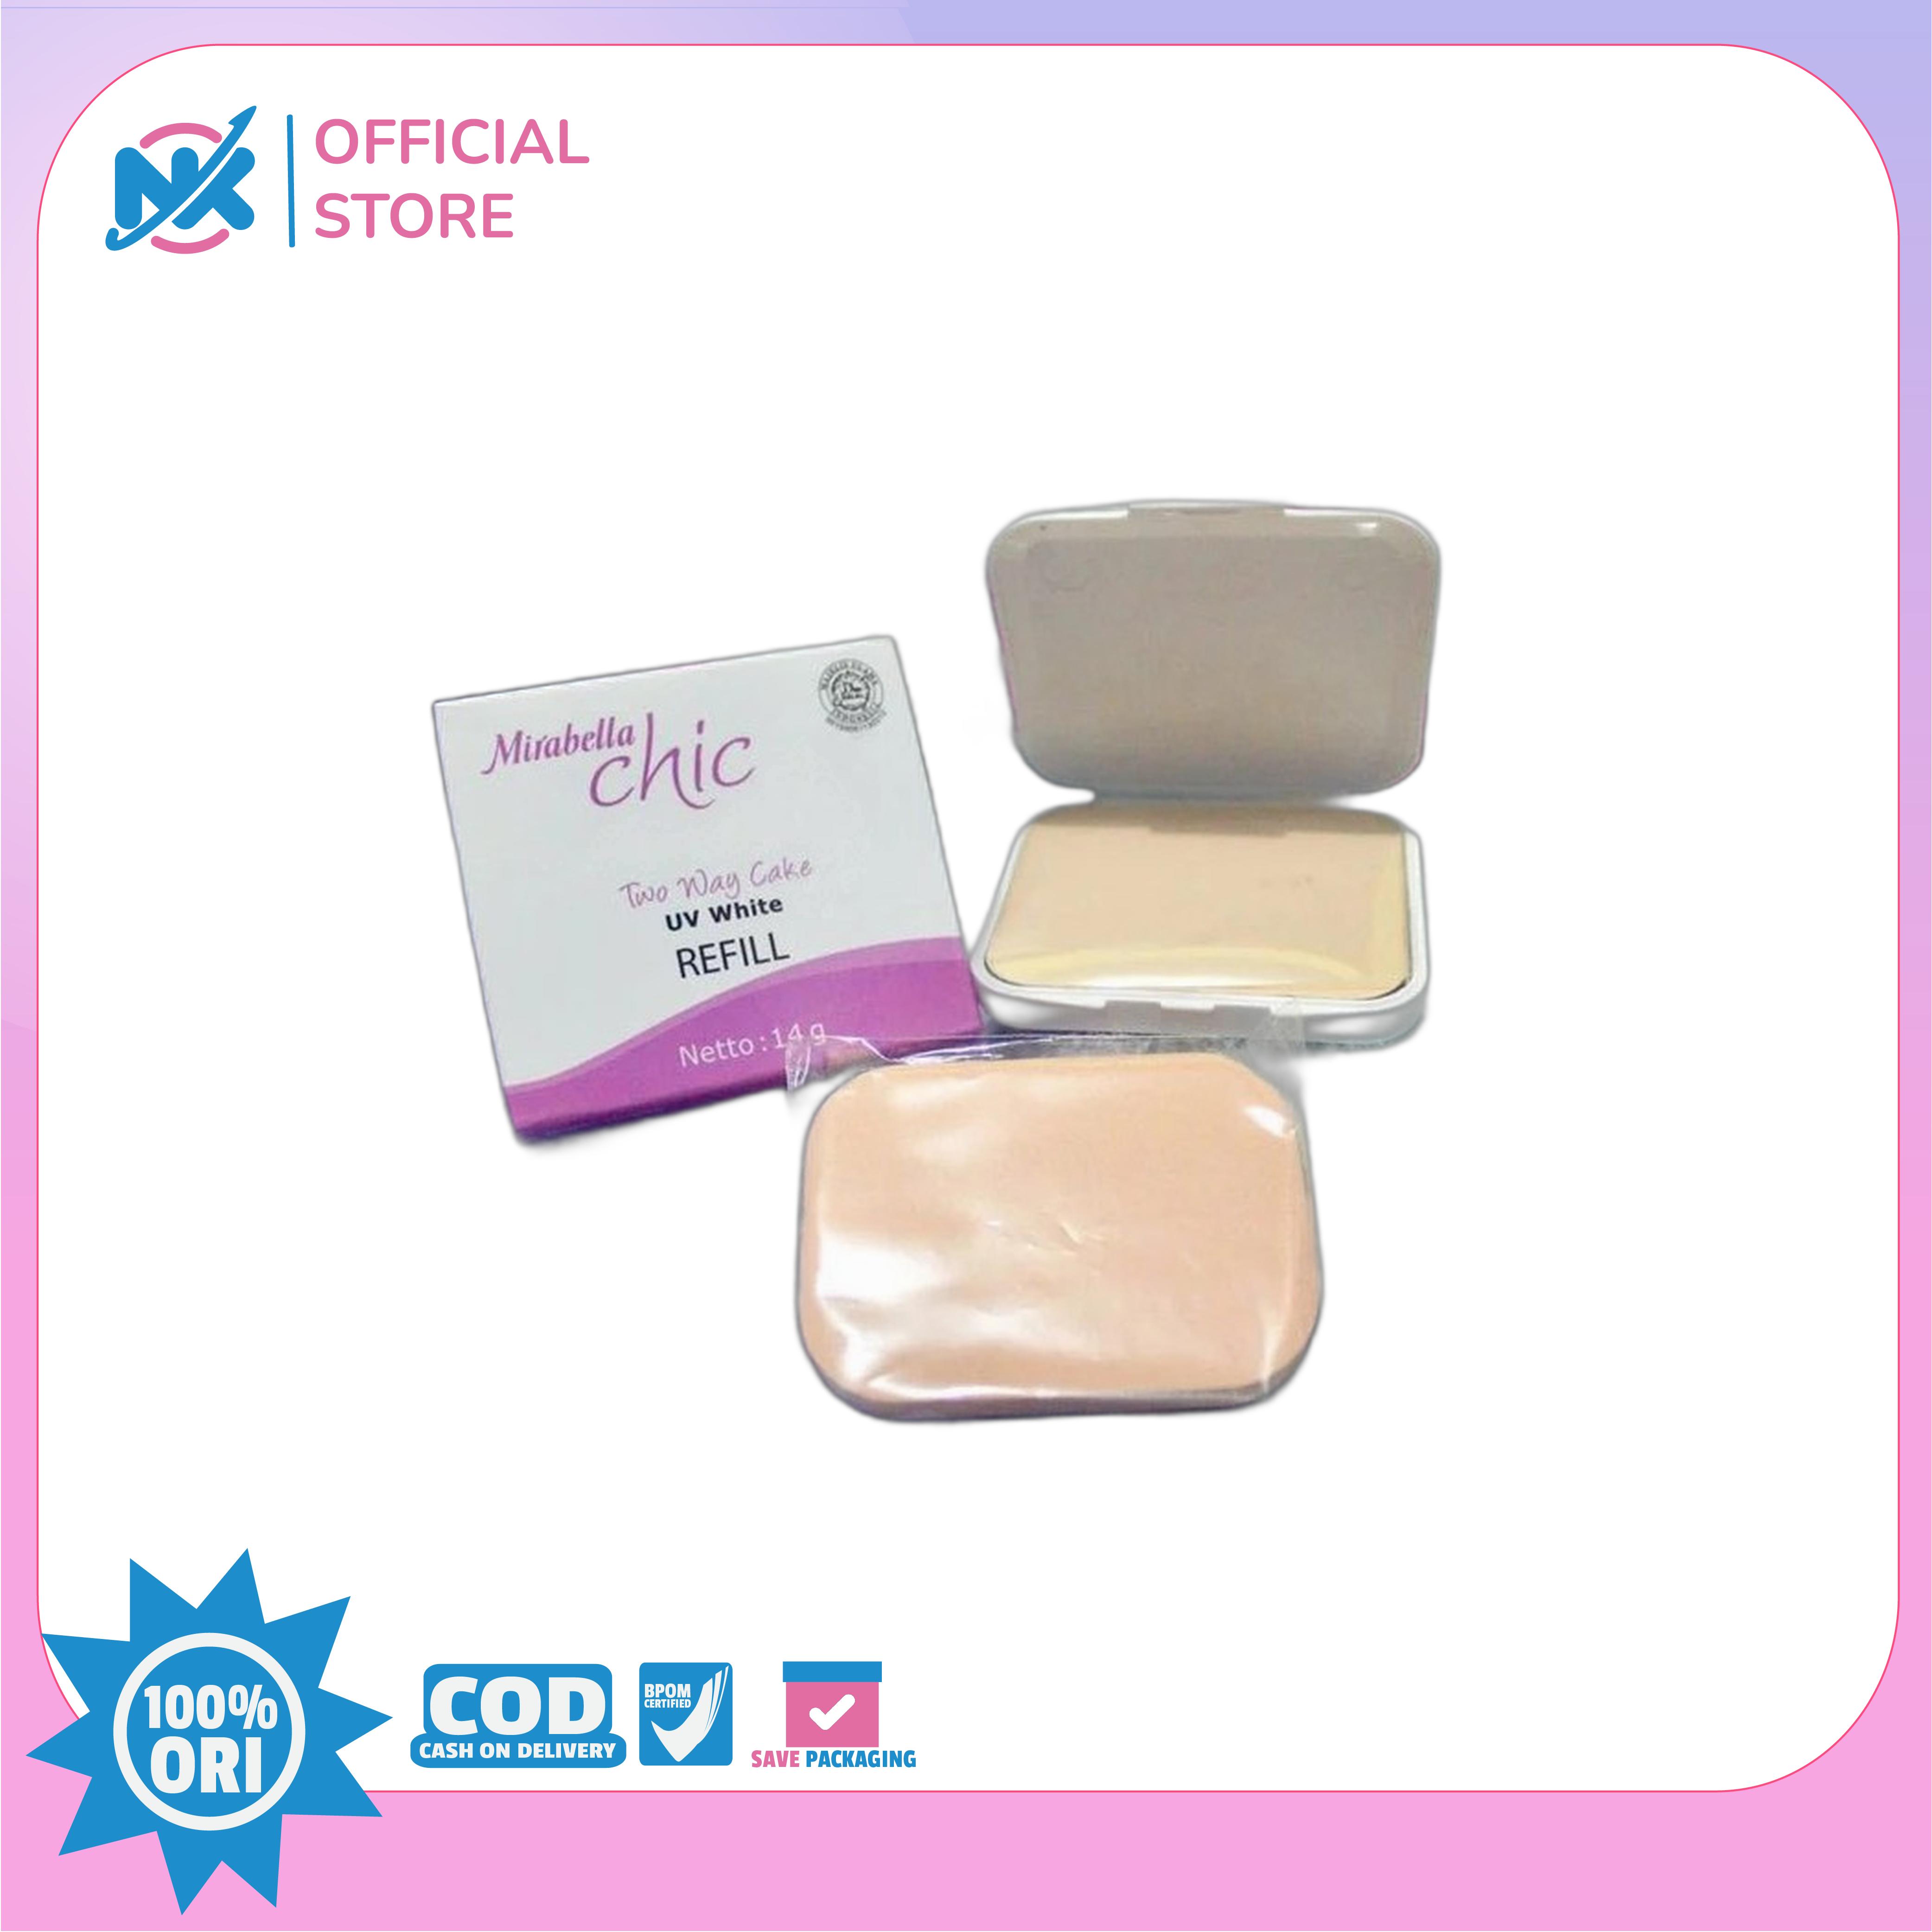 NK
OFFICIAL
STORE
Mirabella
chic
Two Way Cake
UV White
REFILL
Netto : 14 g
100%
ORI
COD
CASH ON DELIVERY
BPOM
CERTIFIED
SAVE PACKAGING